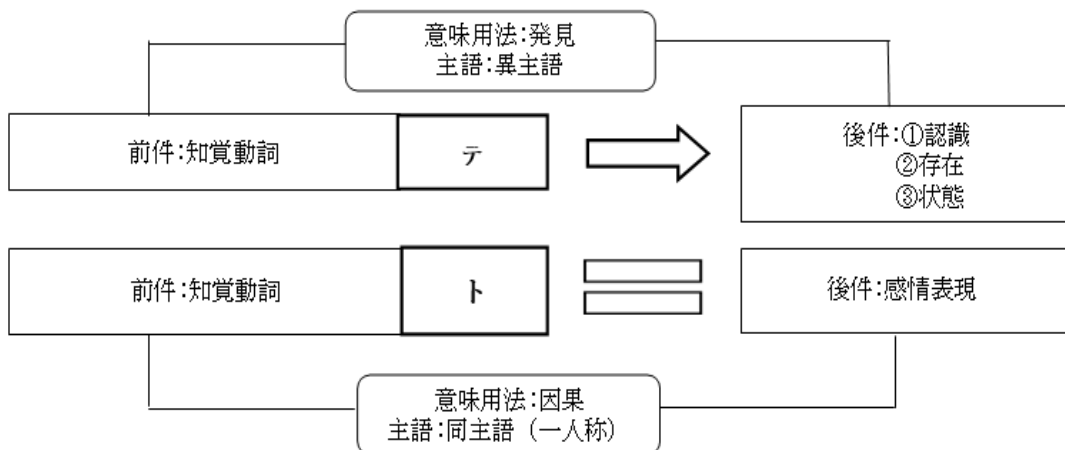 意味用法:発見
主語:異主語
前件:知覚動詞
テ
後件:①認識
②存在
③状態
前件:知覚動詞
ト
後件:感情表現
意味用法:因果
主語:同主語（一人称）